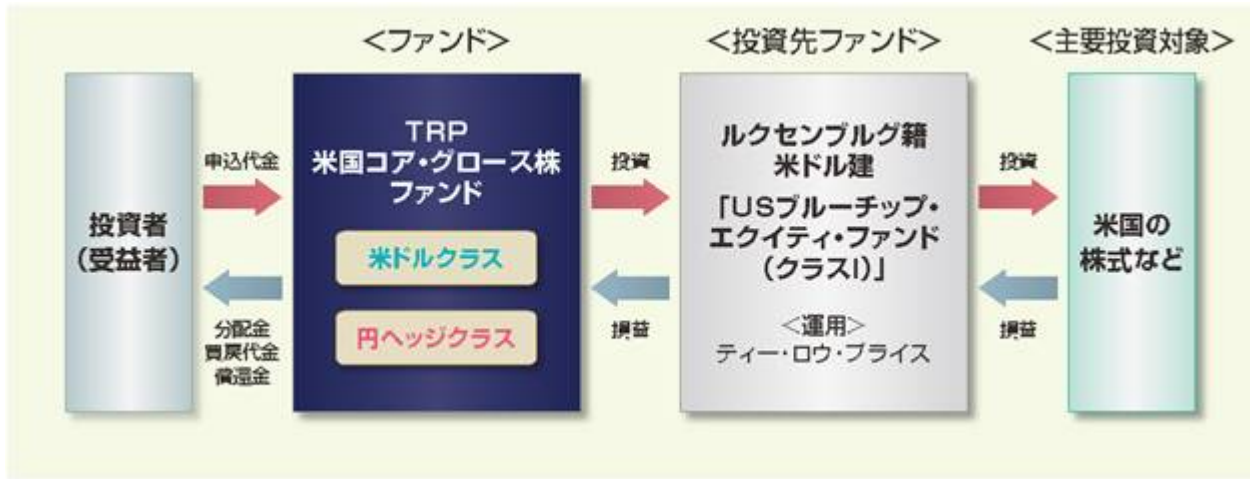 ＜ファンド＞
＜投資先ファンド＞
＜主要投資対象＞
投資者
（受益者）
申込代金
分配金
買戻代金
償還金
TRP
米国コア・グロース株
ファンド
米ドルクラス
円ヘッジクラス
投資
損益
ルクセンブルグ籍
米ドル建
「USブルーチップ・
エクイティ・ファンド
（クラスI）」
＜運用＞
ティー・ロウ・プライス
投資
損益
米国の
株式など